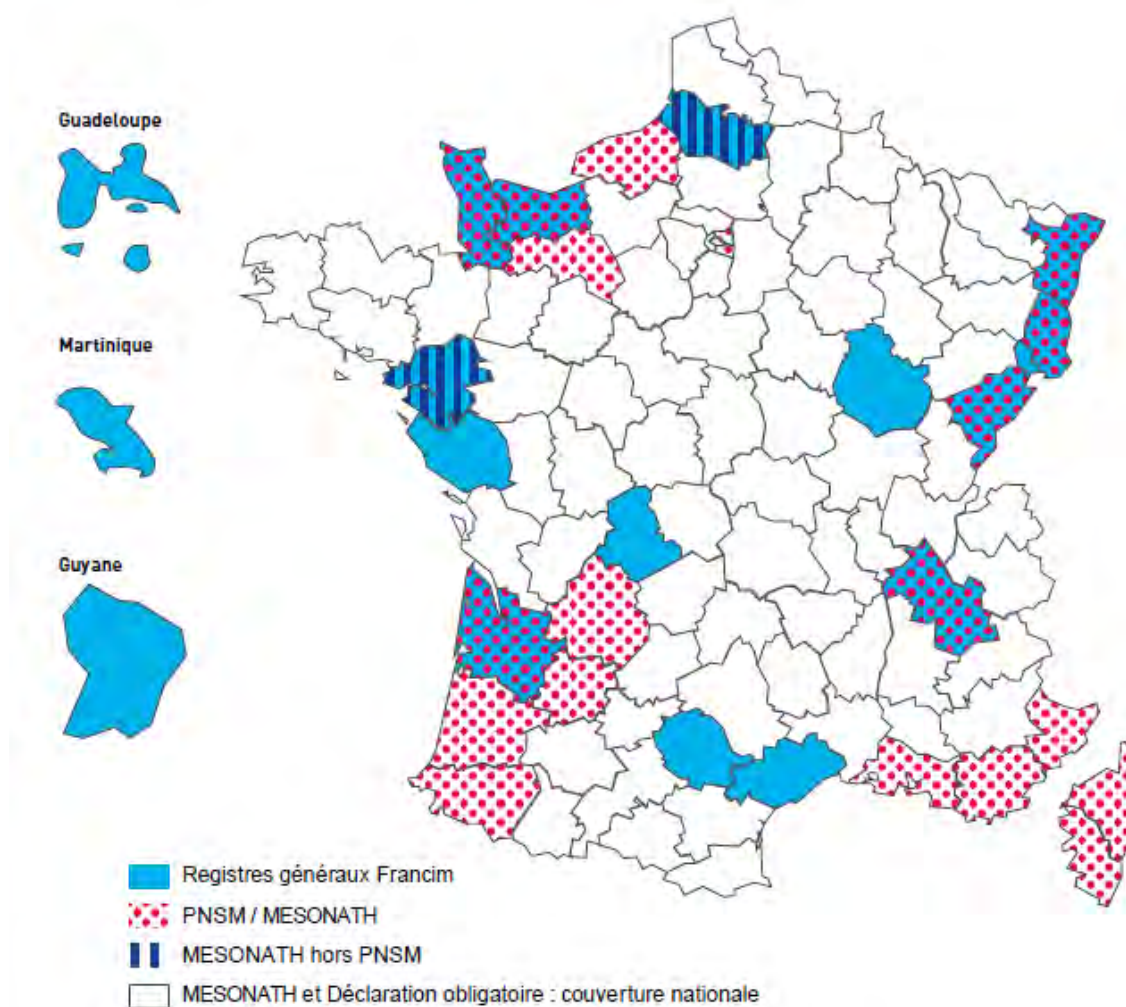 Guadeloupe
Martinique
Guyane
Registres généraux Francim
PNSM / MESONATH
MESONATH hors PNSM
MESONATH et Déclaration obligatoire : couverture nationale